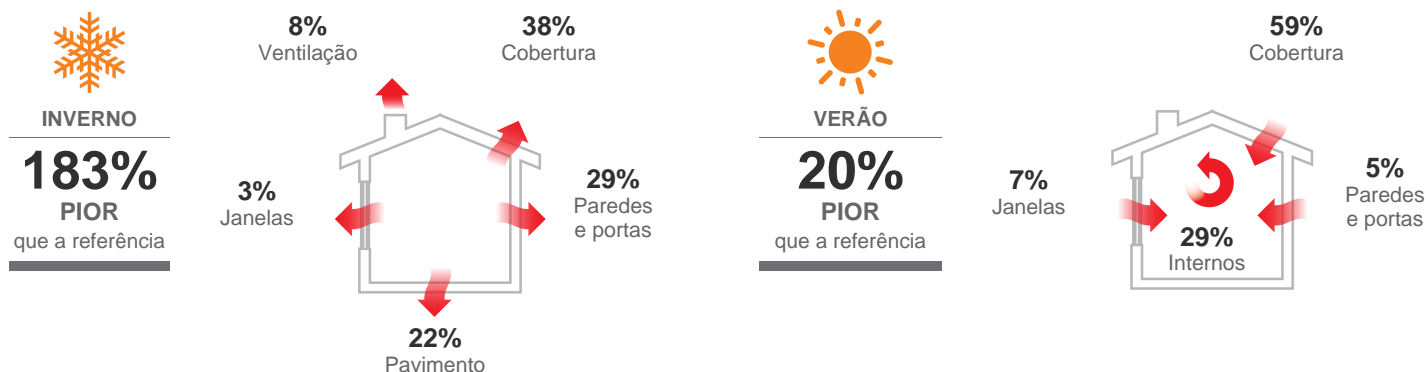 INVERNO
183%
PIOR
que a referência
8%
Ventilação
38%
Cobertura
3%
Janelas
29%
Paredes
e portas
22%
Pavimento
VERÃO
20%
PIOR
que a referência
59%
Cobertura
7%
Janelas
5%
Paredes
e portas
29%
Internos